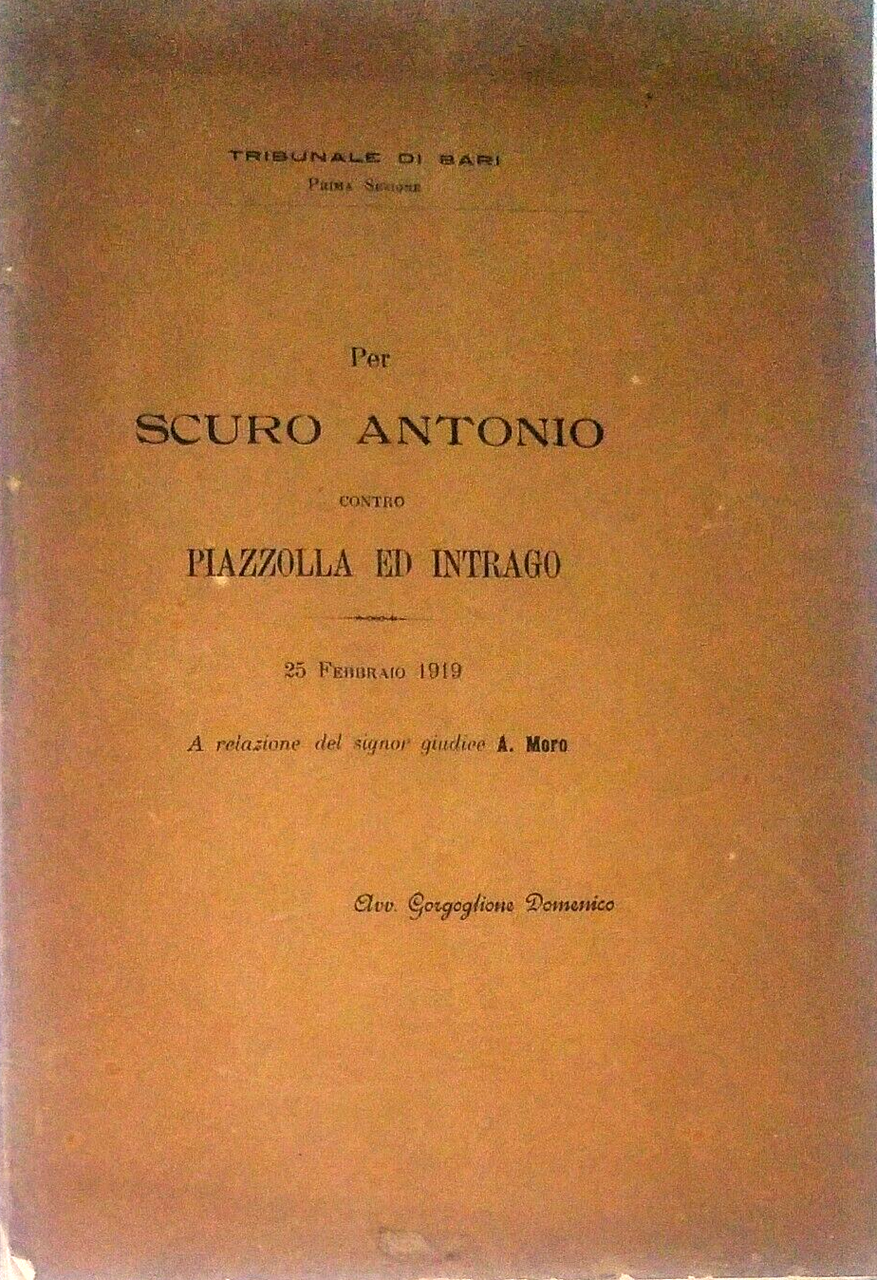 TRIBUNALE DI BARI
PRIMA SEZIONE
Per
SCURO ANTONIO
CONTRO
PIAZZOLLA ED INTRAGO
25 FEBBRAIO 1919
A relazione del signor giudice A. Moro
Avv. Gorgoglione Domenico